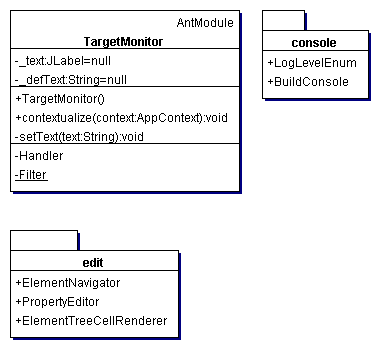 AntModule
TargetMonitor
-_text:JLabel=null
-_defText:String=null
+TargetMonitor()
+contextualize(context:AppContext):void
-setText(text:String):void
-Handler
-Filter
console
+LogLevelEnum
+BuildConsole
edit
+ElementNavigator
+PropertyEditor
+ElementTreeCellRenderer